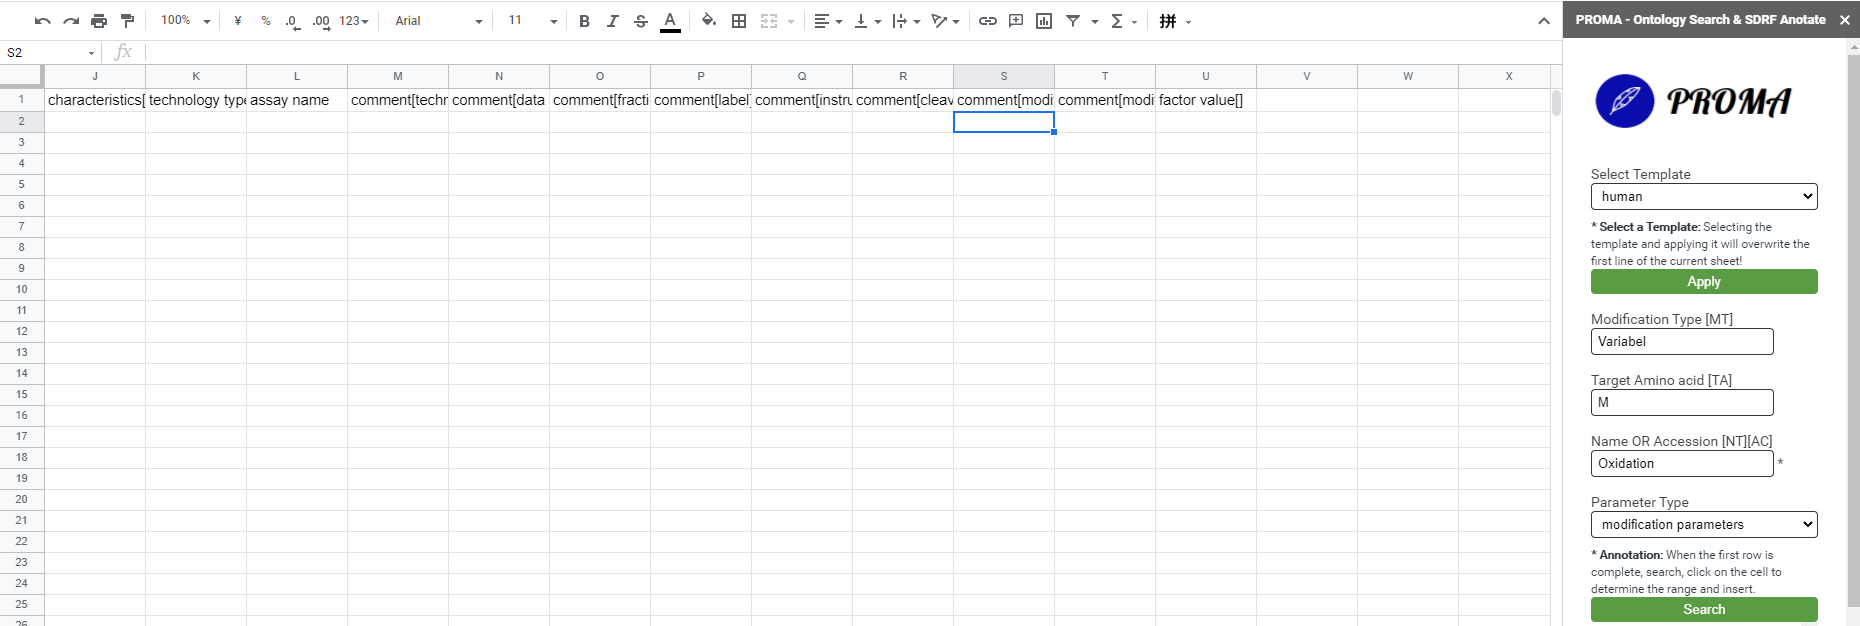 100% ¥ % .0 .00 123 Arial 11 B I S A 拼 PROMA - Ontology Search & SDRF Anotate
S2 fx
J K L M N O P Q R S T U V W X
1 characteristics[ technology type assay name comment[techn comment[data comment[fracti comment[label] comment[instru comment[cleav comment[modi comment[modi factor value[]
2
3
4
5
6
7
8
9
10
11
12
13
14
15
16
17
18
19
20
21
22
23
24
25
26
PROMA
Select Template
human
* Select a Template: Selecting the
template and applying it will overwrite the
first line of the current sheet!
Apply
Modification Type [MT]
Variabel
Target Amino acid [TA]
M
Name OR Accession [NT][AC]
Oxidation *
Parameter Type
modification parameters
* Annotation: When the first row is
complete, search, click on the cell to
determine the range and insert.
Search